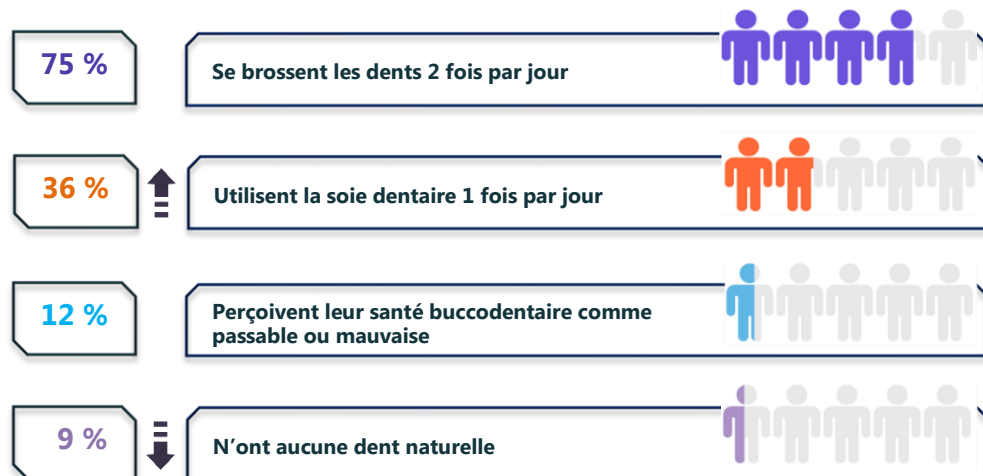 75 %
Se brossent les dents 2 fois par jour
36 %
Utilisent la soie dentaire 1 fois par jour
12 %
Perçoivent leur santé buccodentaire comme
passable ou mauvaise
9 %
N’ont aucune dent naturelle